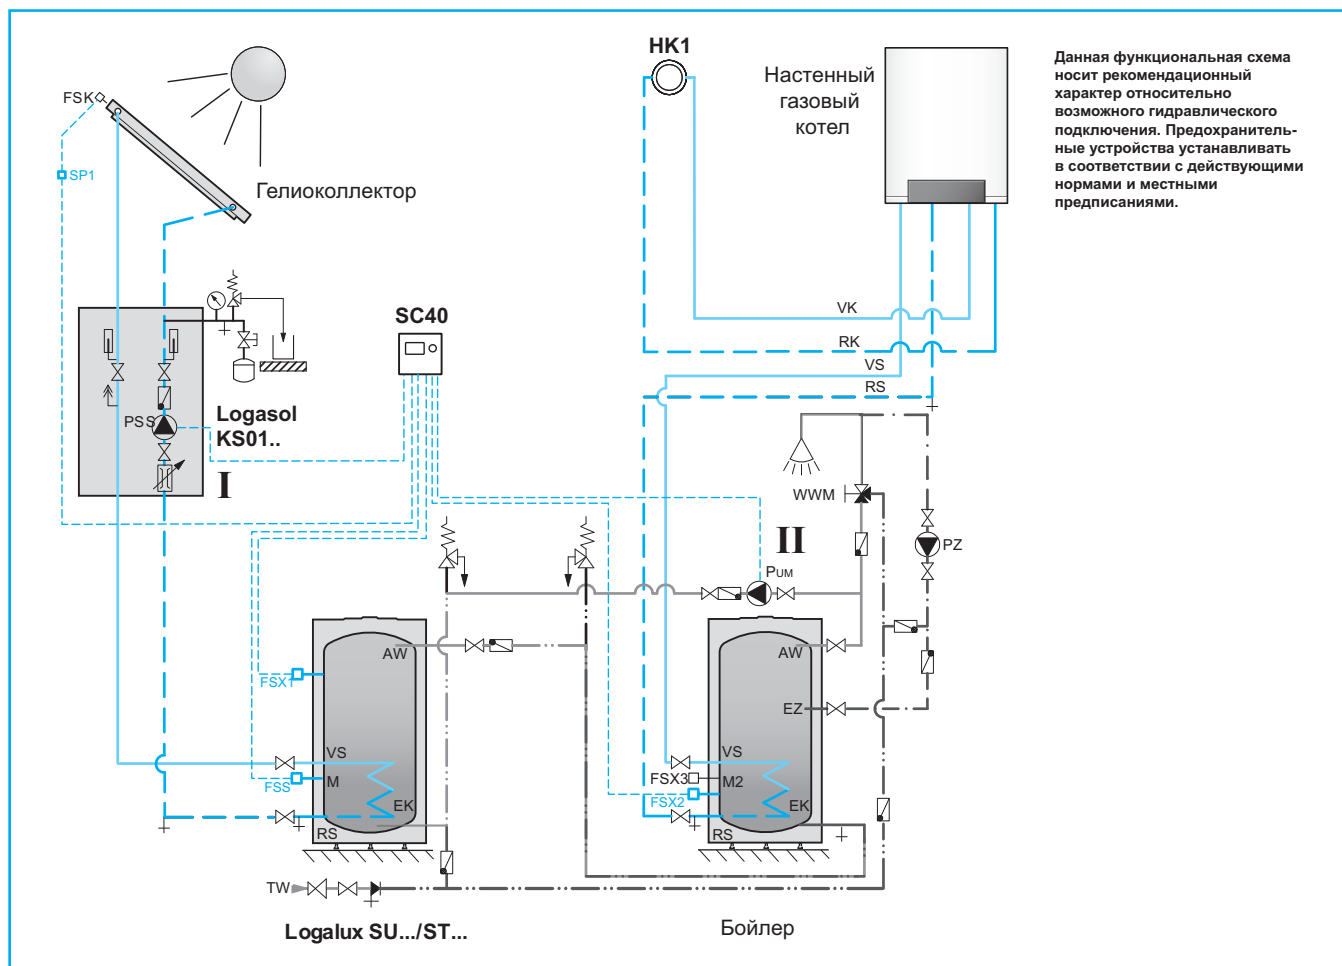 FSK
SP1
Гелиоколлектор
HK1
Настенный
газовый
котел
Данная функциональная схема
носит рекомендационный
характер относительно
возможного гидравлического
подключения. Предохранитель-
ные устройства устанавливать
в соответствии с действующими
нормами и местными
предписаниями.
VK
RK
VS
RS
SC40
PSS
Logasol
KS01..
I
WWM
II
PZ
PUM
AW
FSX1
VS
FSS
M
EK
RS
AW
EZ
VS
FSX3
M2
FSX2
EK
RS
TW
Logalux SU.../ST...
Бойлер